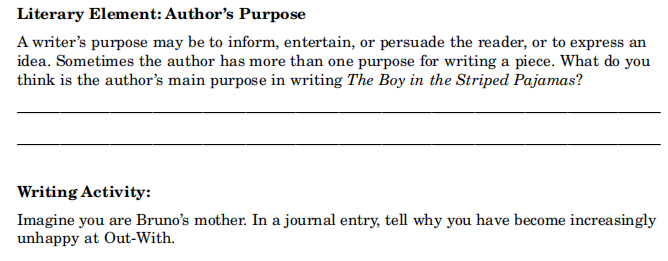 Literary Element: Author's Purpose
A writer's purpose may be to inform, entertain, or persuade the reader, or to express an
idea. Sometimes the author has more than one purpose for writing a piece. What do you
think is the author's main purpose in writing The Boy in the Striped Pajamas?
Writing Activity:
Imagine you are Bruno's mother. In a journal entry, tell why you have become increasingly
unhappy at Out-With.